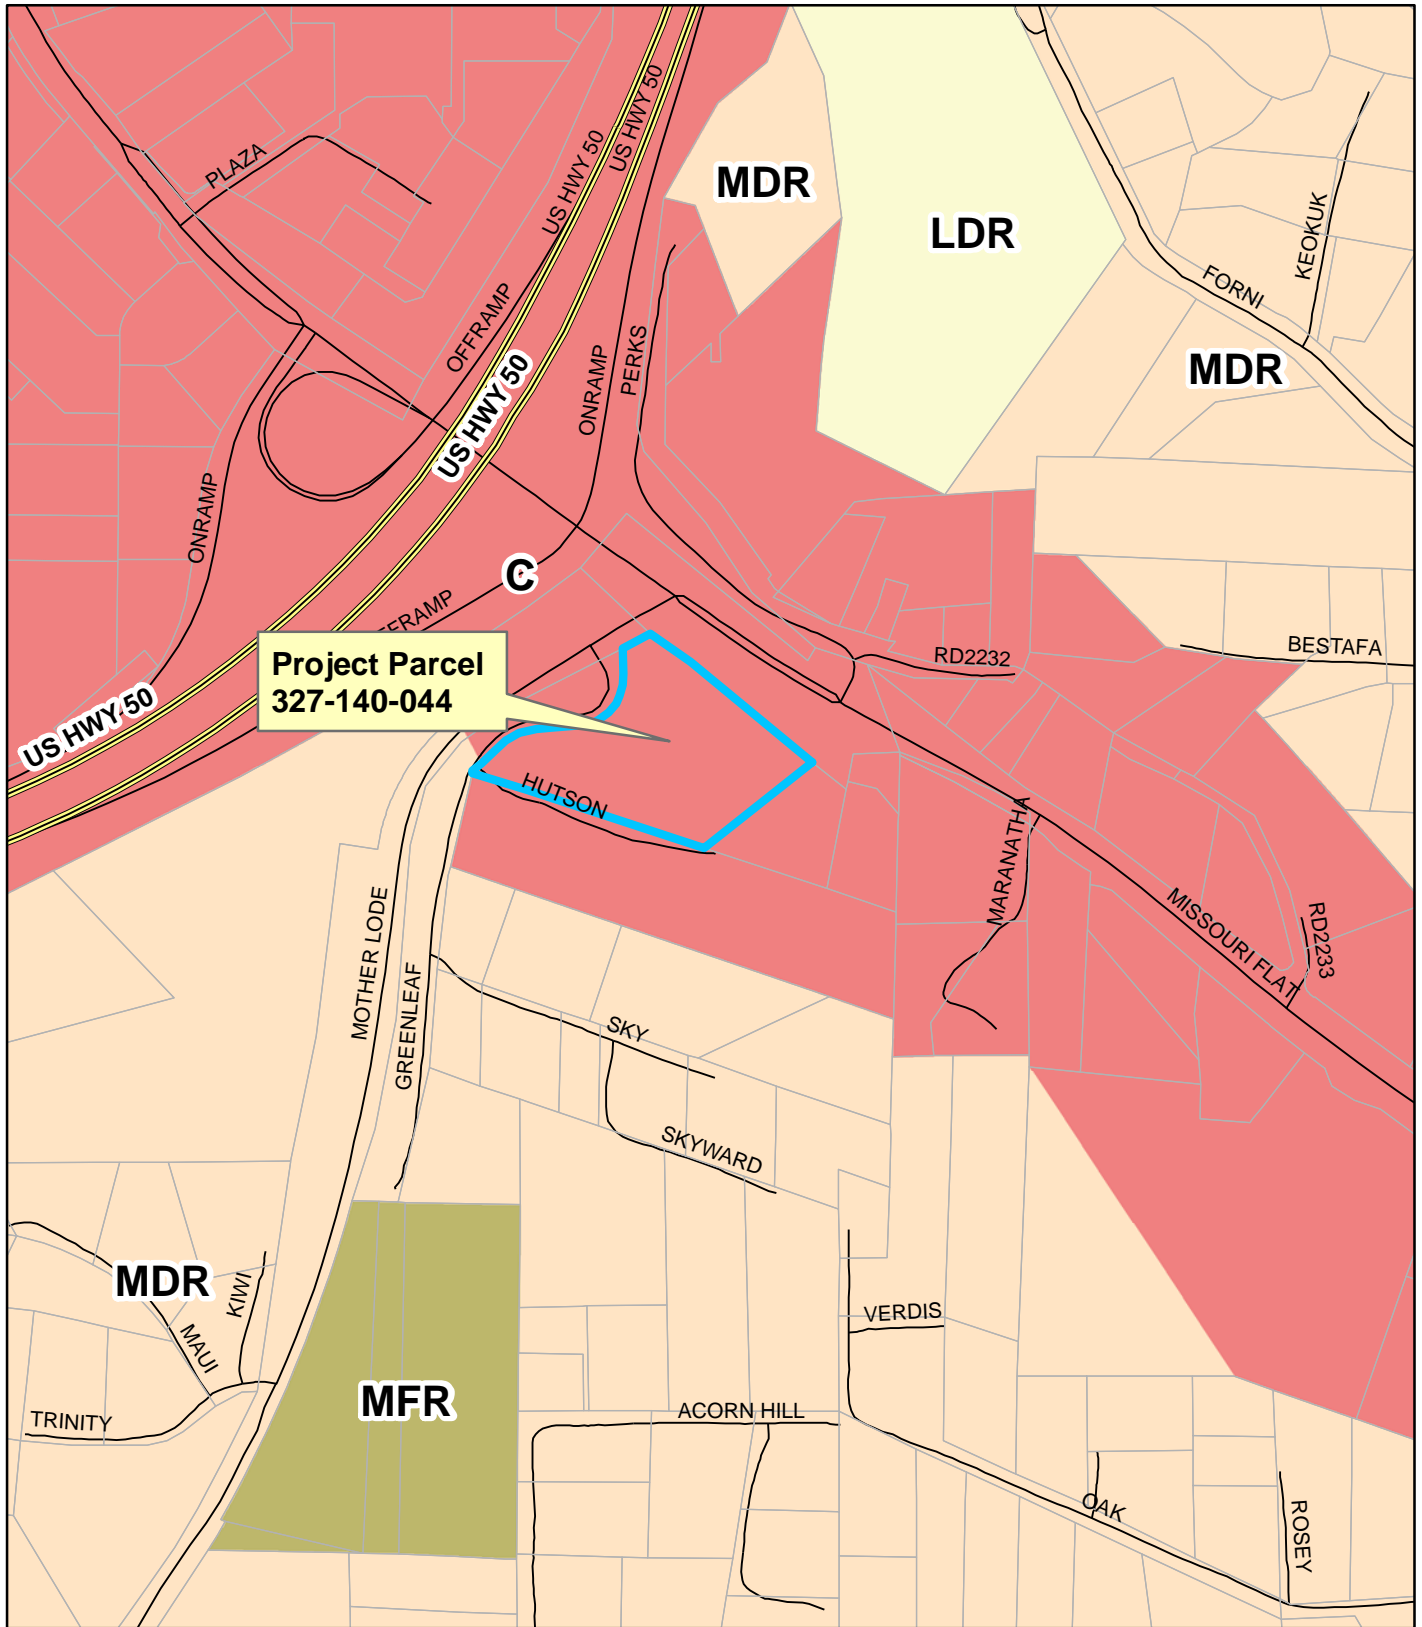 US HWY 50
US HWY 50
PLAZA
MDR
LDR
KEOKUK
FORNI
OFFRAMP
PERKS
ONRAMP
US HWY 50
MDR
ONRAMP
C
FRAMP
Project Parcel
327-140-044
RD2232
BESTAFA
US HWY 50
HUTSON
MARANATHA
MISSOURI FLAT
RD2233
MOTHER LODE
GREENLEAF
SKY
SKYWARD
MDR
KIWI
MAUI
VERDIS
TRINITY
MFR
ACORN HILL
OAK
ROSEY